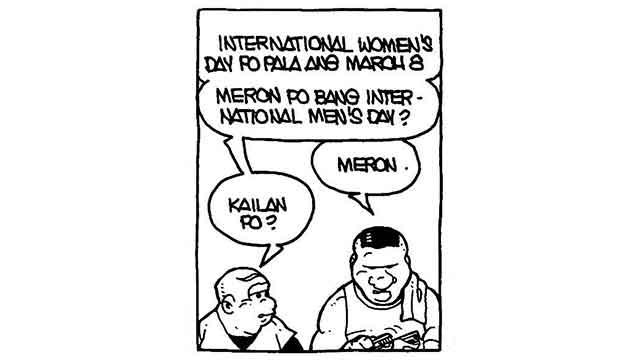 INTERNATIONAL WOMEN'S
DAY PO PALA ANG MARCH 8
MERON PO BANG INTER-
NATIONAL MEN'S DAY?
MERON.
KAILAN
PO?